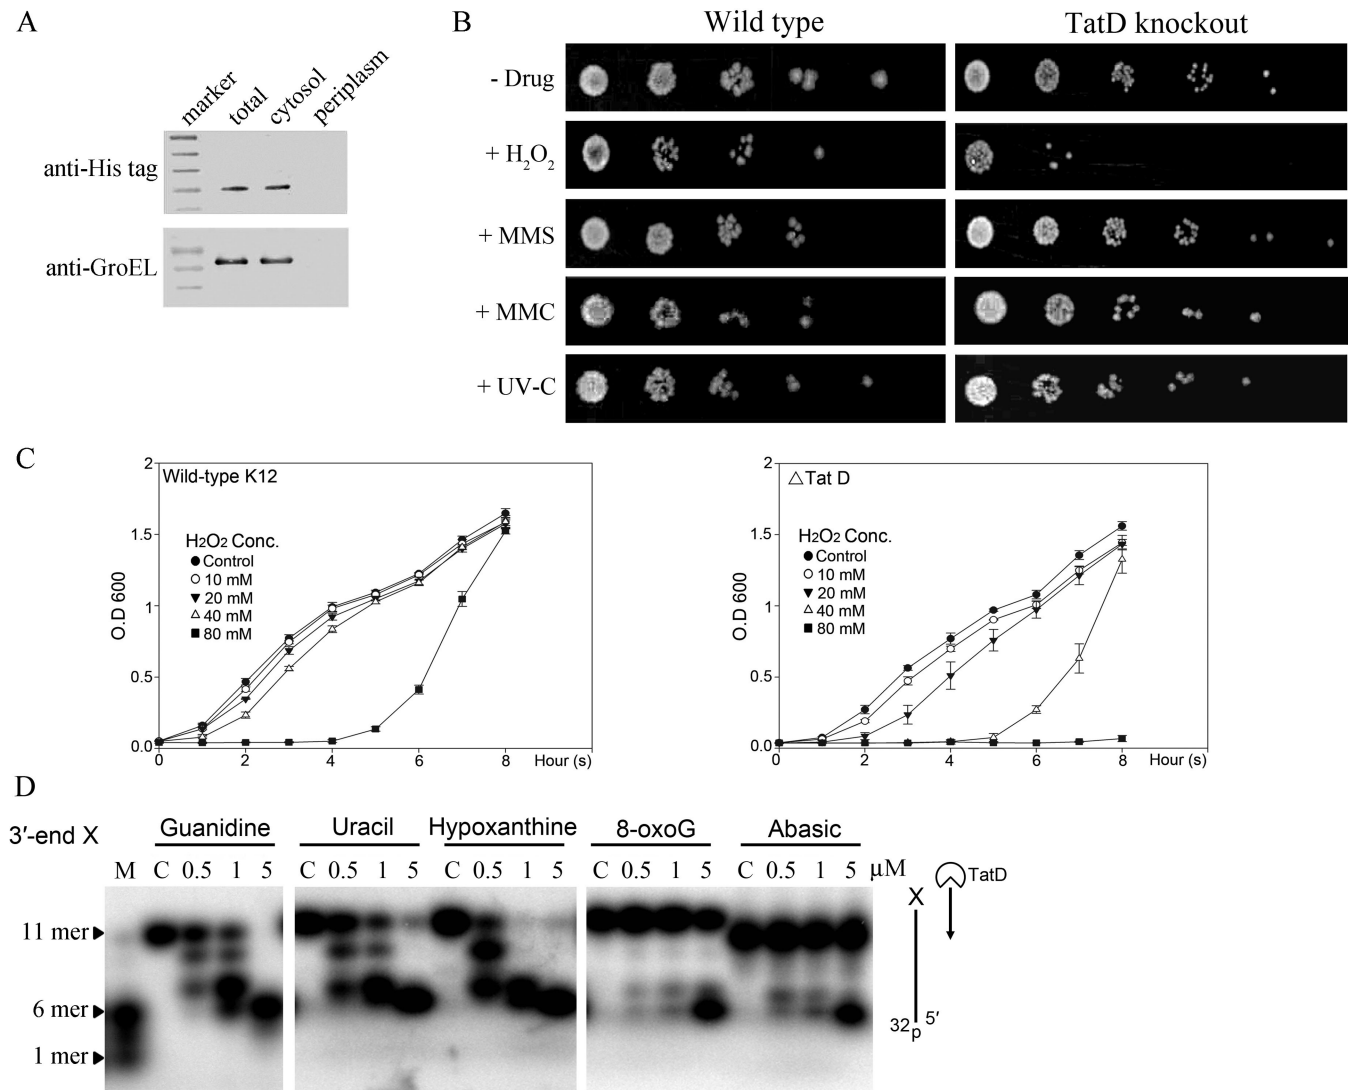 A
marker
total
cytosol
periplasm
anti-His tag
anti-GroEL
B
Wild type
TatD knockout
- Drug
+ H2O2
+ MMS
+ MMC
+ UV-C
C
Wild-type K12
H2O2 Conc.
Control
10 mM
20 mM
40 mM
80 mM
O.D 600
2
1.5
1
0.5
0.0
0 2 4 6 8 Hour (s)
△Tat D
H2O2 Conc.
Control
10 mM
20 mM
40 mM
80 mM
O.D 600
2
1.5
1
0.5
0.0
0 2 4 6 8 Hour (s)
D
3′-end X
Guanidine Uracil Hypoxanthine 8-oxoG Abasic
M C 0.5 1 5 C 0.5 1 5 C 0.5 1 5 C 0.5 1 5 C 0.5 1 5 μM
TatD
X
11 mer
6 mer
1 mer
32p 5′